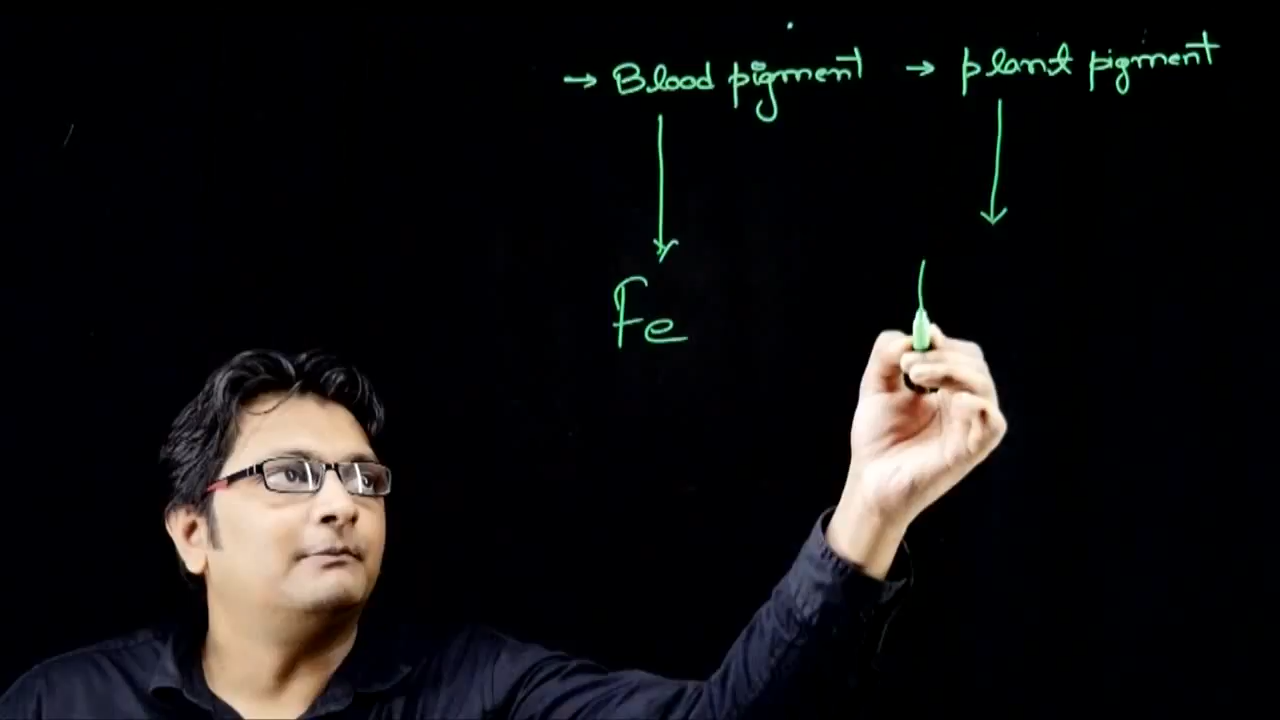 → Blood pigment → plant pigment
Fe